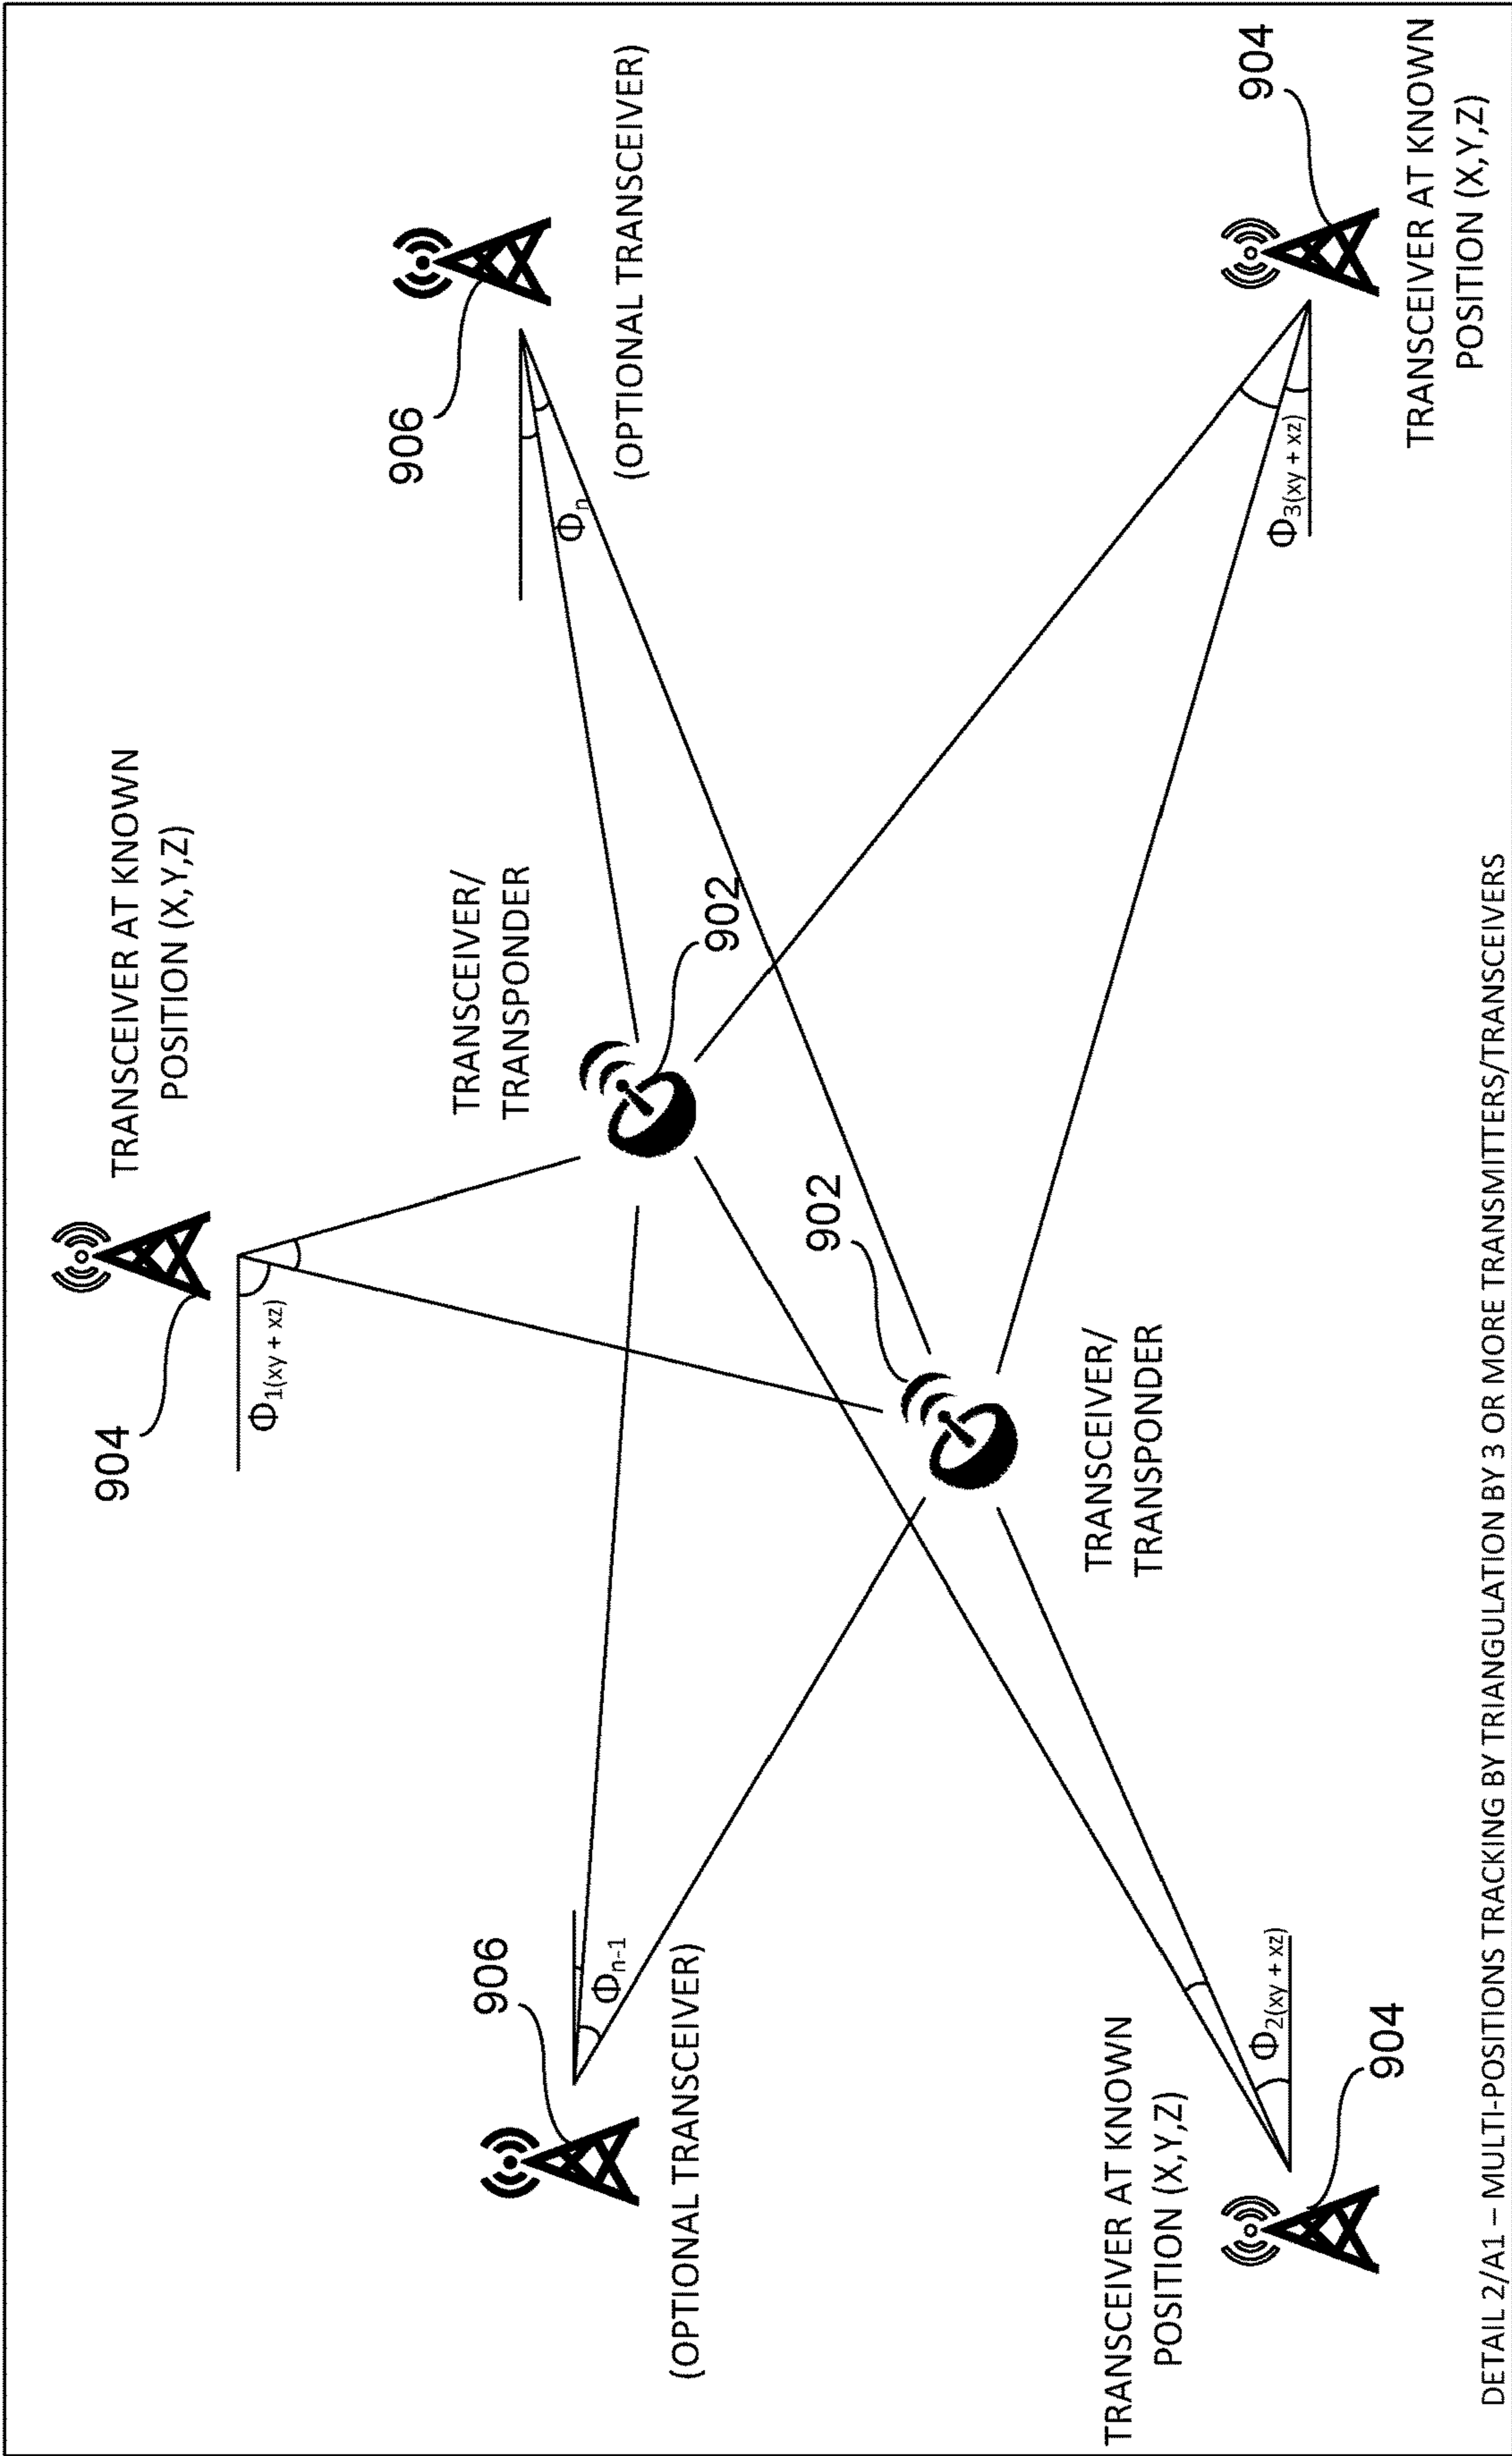 TRANSCEIVER AT KNOWN
POSITION (X,Y,Z)
904
Φ1(xy + xz)
906
Φn
(OPTIONAL TRANSCEIVER)
TRANSCEIVER/
TRANSPONDER
902
906
Φn-1
(OPTIONAL TRANSCEIVER)
902
TRANSCEIVER/
TRANSPONDER
TRANSCEIVER AT KNOWN
POSITION (X,Y,Z)
Φ2(xy + xz)
904
904
Φ3(xy + xz)
TRANSCEIVER AT KNOWN
POSITION (X,Y,Z)
DETAIL 2/A1 – MULTI-POSITIONS TRACKING BY TRIANGULATION BY 3 OR MORE TRANSMITTERS/TRANSCEIVERS